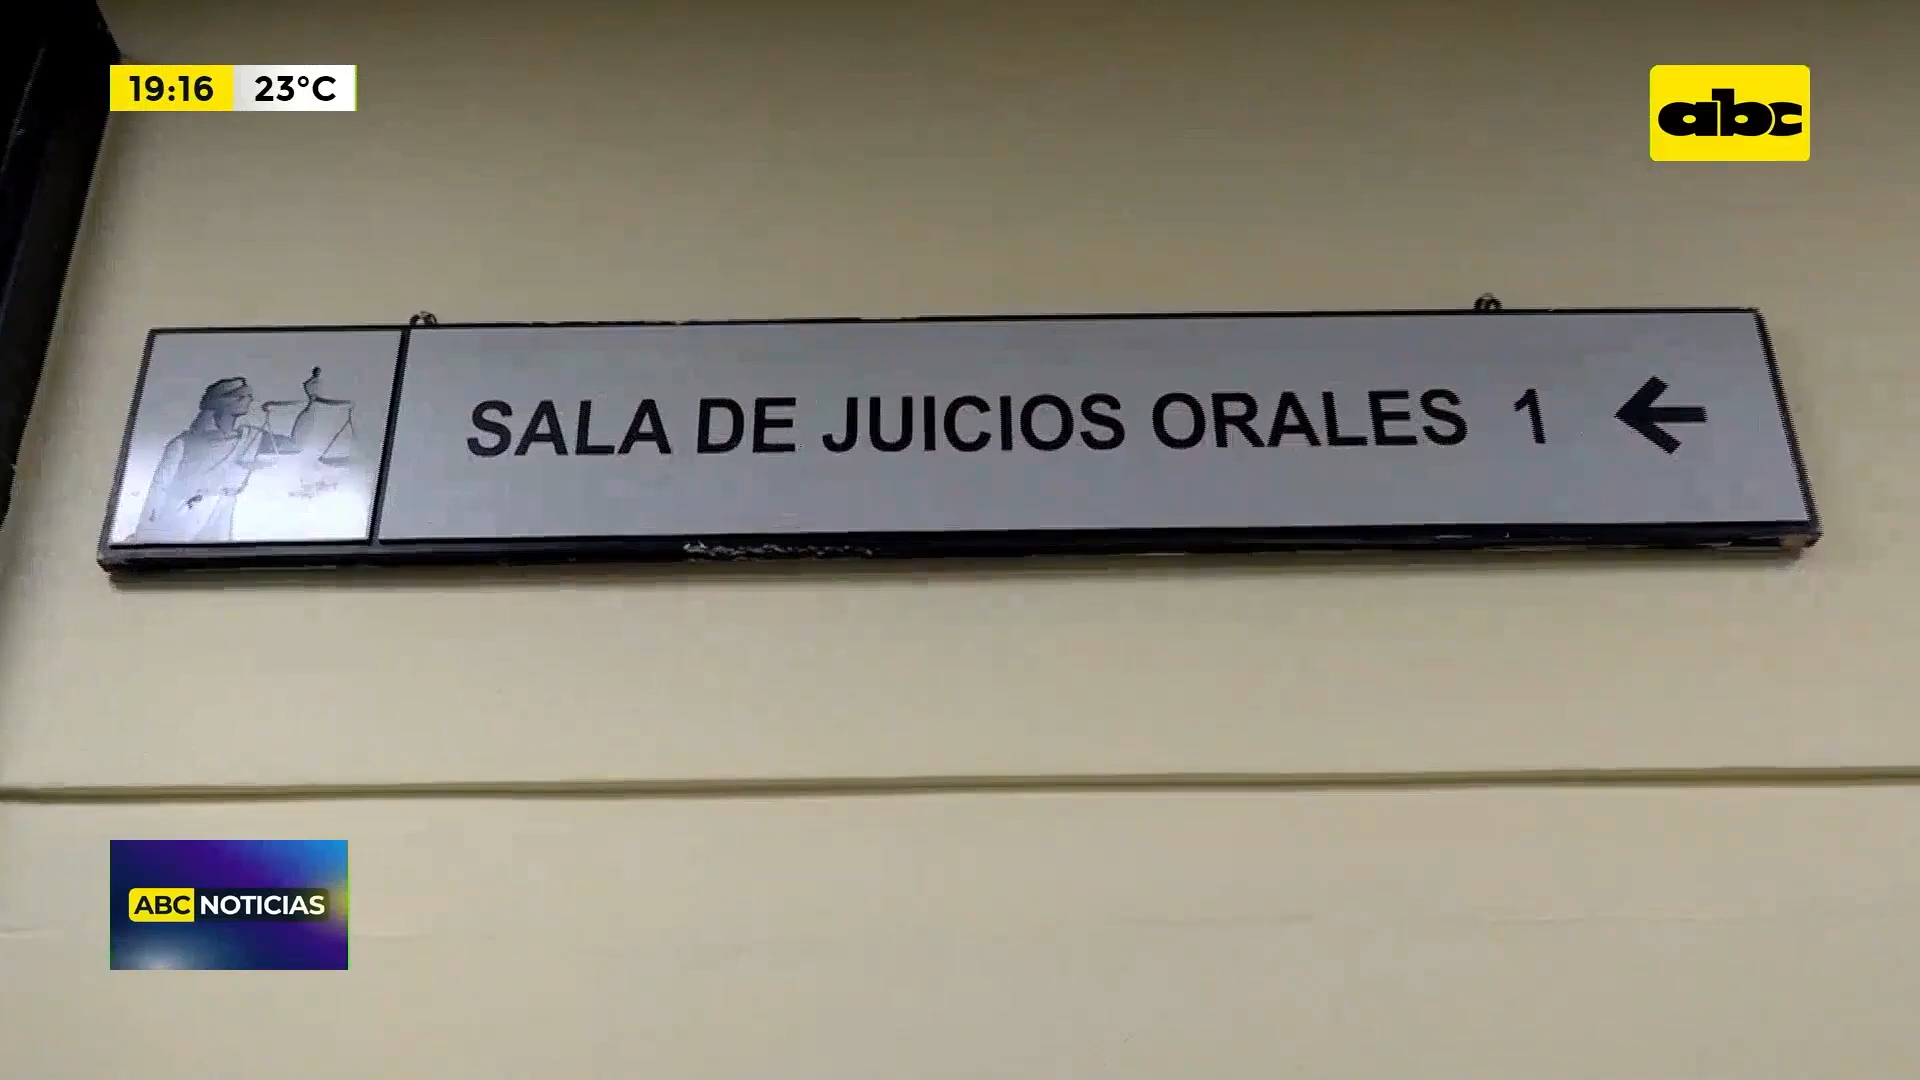 19:16 23°C
abc
SALA DE JUICIOS ORALES 1 ←
ABC NOTICIAS